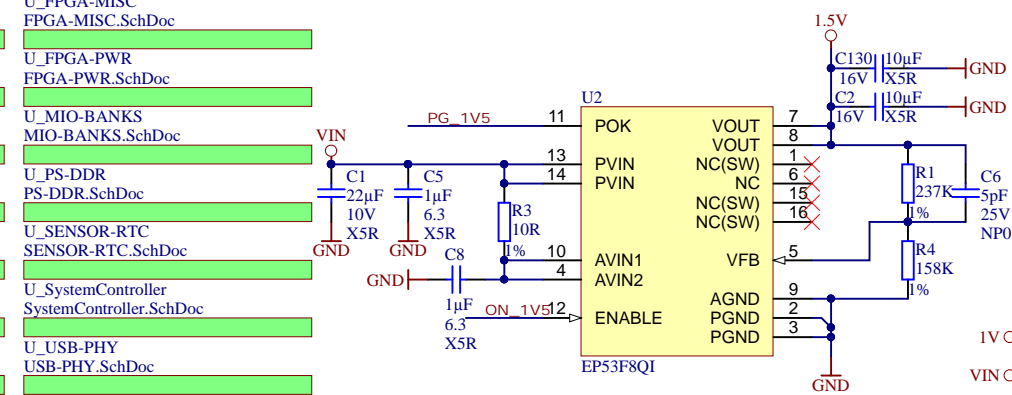 U_FPGA-MISC
FPGA-MISC.SchDoc
U_FPGA-PWR
FPGA-PWR.SchDoc
U_MIO-BANKS
MIO-BANKS.SchDoc
U_PS-DDR
PS-DDR.SchDoc
U_SENSOR-RTC
SENSOR-RTC.SchDoc
U_SystemController
SystemController.SchDoc
U_USB-PHY
USB-PHY.SchDoc
VIN
C1
22µF
10V
X5R
GND
C5
1µF
6.3
X5R
GND
R3
10R
1%
GND
C8
1µF
6.3
X5R
PG_1V5
ON_1V5
U2
11 POK
13 PVIN
14 PVIN
10 AVIN1
4 AVIN2
12 ENABLE
VOUT 7
VOUT 8
NC(SW) 1
NC 6
NC(SW) 15
NC(SW) 16
VFB 5
AGND 9
PGND 2
PGND 3
EP53F8QI
1.5V
C130 10µF
16V X5R
GND
C2 10µF
16V X5R
GND
R1
237K
1%
C6
5pF
25V
NP0
R4
158K
1%
GND
1V
VIN